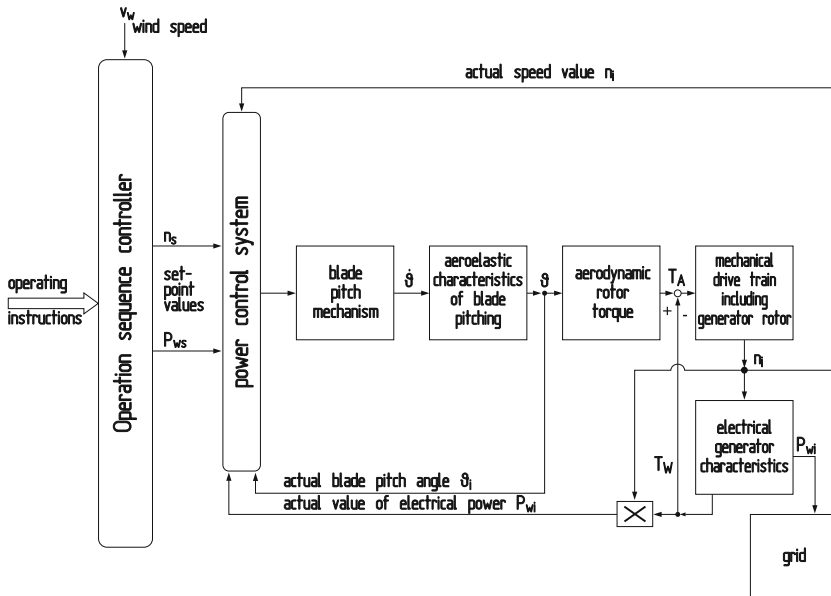 v_w
wind speed
actual speed value n_i
Operation sequence controller
power control system
n_s
set-
point
values
P_ws
operating
instructions
blade
pitch
mechanism
ϑ̇
aeroelastic
characteristics
of blade
pitching
ϑ
aerodynamic
rotor
torque
T_A
+
-
mechanical
drive train
including
generator rotor
n_i
electrical
generator
characteristics
P_wi
T_W
actual blade pitch angle ϑ_i
actual value of electrical power P_wi
×
grid